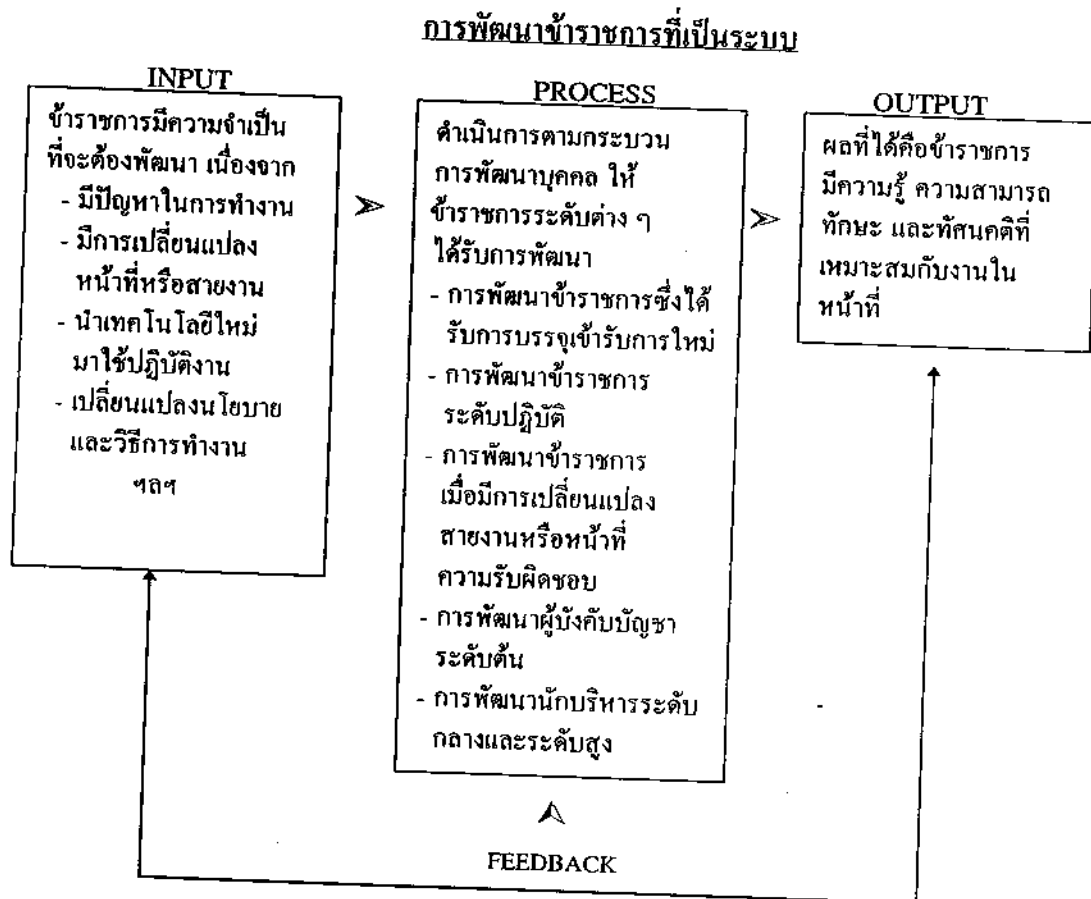 การพัฒนาข้าราชการที่เป็นระบบ
INPUT
ข้าราชการมีความจำเป็น
ที่จะต้องพัฒนา เนื่องจาก
- มีปัญหาในการทำงาน
- มีการเปลี่ยนแปลง
หน้าที่หรือสายงาน
- นำเทคโนโลยีใหม่
มาใช้ปฏิบัติงาน
- เปลี่ยนแปลงนโยบาย
และวิธีการทำงาน
ฯลฯ
PROCESS
ดำเนินการตามกระบวน
การพัฒนาบุคคล ให้
ข้าราชการระดับต่าง ๆ
ได้รับการพัฒนา
- การพัฒนาข้าราชการซึ่งได้
รับการบรรจุเข้ารับการใหม่
- การพัฒนาข้าราชการ
ระดับปฏิบัติ
- การพัฒนาข้าราวชการ
เมื่อมีการเปลี่ยนแปลง
สายงานหรือหน้าที่
ความรับผิดชอบ
- การพัฒนาผู้บังคับบัญชา
ระดับต้น
- การพัฒนวนักบริหารระดับ
กลางและระดับสูง
OUTPUT
ผลที่ได้คือข้าราชการ
มีความรู้ ความสามารถ
ทักษะ และทัศนคติที่
เหมาะสมกับงานใน
หน้าที่
FEEDBACK